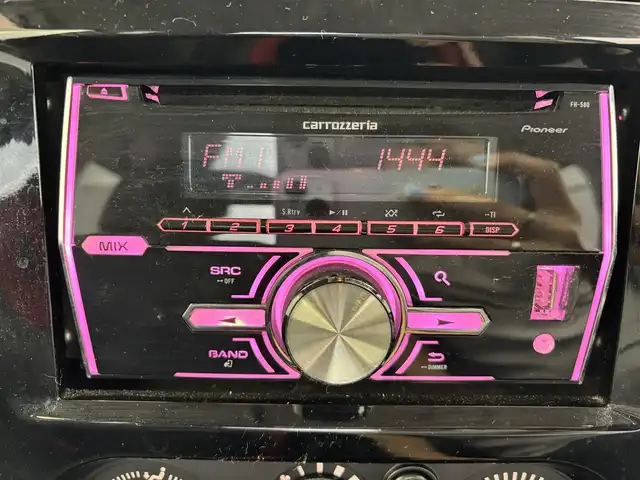 FH-580
carrozzeria
Pioneer
FM1 1444
S.Rtrv
1 2 3 4 5 6 DISP
MIX
SRC
OFF
BAND
DIMMER